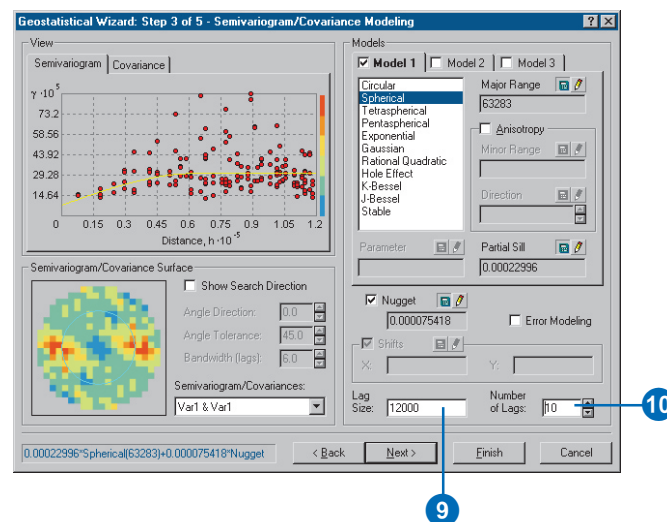 Geostatistical Wizard: Step 3 of 5 - Semivariogram/Covariance Modeling
View
Semivariogram
Covariance
γ·10⁵
73.2
58.56
43.92
29.28
14.64
0 0.15 0.3 0.45 0.6 0.75 0.9 1.05 1.2
Distance, h·10⁻⁵
Semivariogram/Covariance Surface
Show Search Direction
Angle Direction: 0.0
Angle Tolerance: 45.0
Bandwidth (lags): 6.0
Semivariogram/Covariances:
Var1 & Var1
Models
Model 1
Model 2
Model 3
Circular
Spherical
Tetraspherical
Pentaspherical
Exponential
Gaussian
Rational Quadratic
Hole Effect
K-Bessel
J-Bessel
Stable
Major Range
63283
Anisotropy
Minor Range
Direction
Parameter
Partial Sill
0.00022996
Nugget
0.000075418
Error Modeling
Shifts
X:
Y:
Lag
Size: 12000
Number
of Lags: 10
10
0.00022996*Spherical(63283)+0.000075418*Nugget
< Back
Next >
Finish
Cancel
9